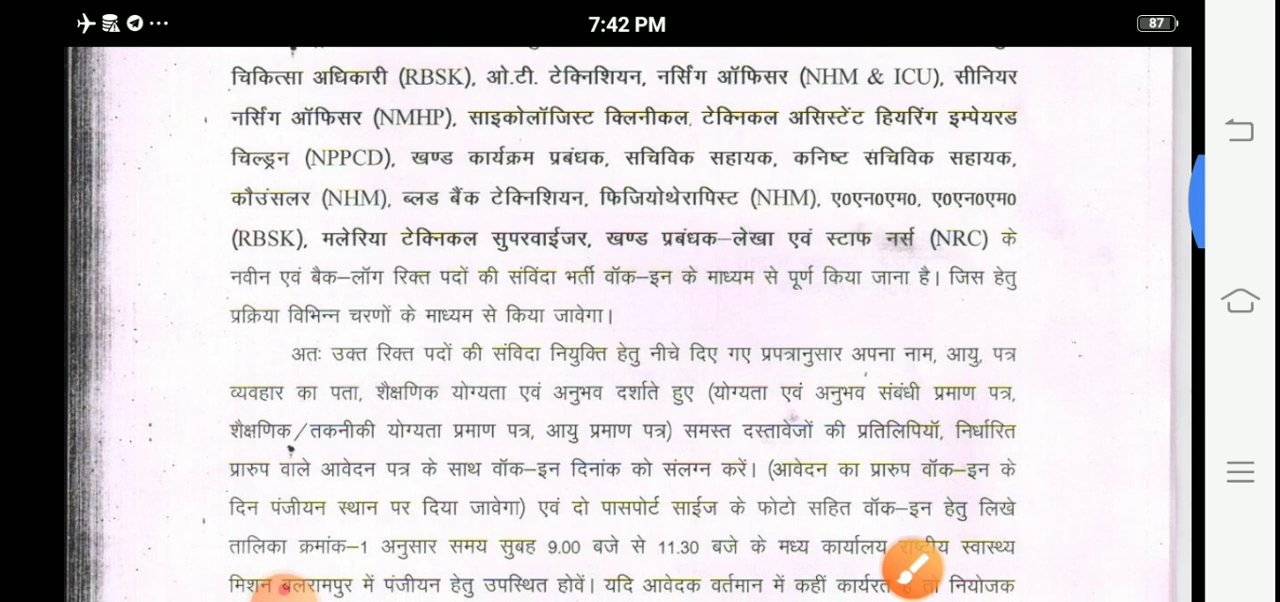 7:42 PM
87
चिकित्सा अधिकारी (RBSK), ओ.टी. टेक्निशियन, नर्सिंग ऑफिसर (NHM & ICU), सीनियर
नर्सिंग ऑफिसर (NMHP), साइकोलॉजिस्ट क्लिनीकल, टेक्निकल असिस्टेंट हियरिंग इम्पेयरड
चिल्ड्रन (NPPCD), खण्ड कार्यक्रम प्रबंधक, सचिविक सहायक, कनिष्ट सचिविक सहायक,
कौउंसलर (NHM), ब्लड बैंक टेक्निशियन, फिजियोथेरापिस्ट (NHM), ए०एन०एम०, ए०एन०एम०
(RBSK), मलेरिया टेक्निकल सुपरवाईजर, खण्ड प्रबंधक–लेखा एवं स्टाफ नर्स (NRC) के
नवीन एवं बैक–लॉग रिक्त पदों की संविंदा भर्ती वॉक–इन के माध्यम से पूर्ण किया जाना है। जिस हेतु
प्रक्रिया विभिन्न चरणों के माध्यम से किया जावेगा।
अतः उक्त रिक्त पदों की संविदा नियुक्ति हेतु नीचे दिए गए प्रपत्रानुसार अपना नाम, आयु, पत्र
व्यवहार का पता, शैक्षणिक योग्यता एवं अनुभव दर्शाते हुए (योग्यता एवं अनुभव संबंधी प्रमाण पत्र,
शैक्षणिक/तकनीकी योग्यता प्रमाण पत्र, आयु प्रमाण पत्र) समस्त दस्तावेजों की प्रतिलिपियॉ, निर्धारित
प्रारुप वाले आवेदन पत्र के साथ वॉक–इन दिनांक को संलग्न करें। (आवेदन का प्रारुप वॉक–इन के
दिन पंजीयन स्थान पर दिया जावेगा) एवं दो पासपोर्ट साईज के फोटो सहित वॉक–इन हेतु लिखे
तालिका क्रमांक–1 अनुसार समय सुबह 9.00 बजे से 11.30 बजे के मध्य कार्यालय राष्ट्रीय स्वास्थ्य
मिशन बलरामपुर में पंजीयन हेतु उपस्थित होवें। यदि आवेदक वर्तमान में कहीं कार्यरत तो नियोजक